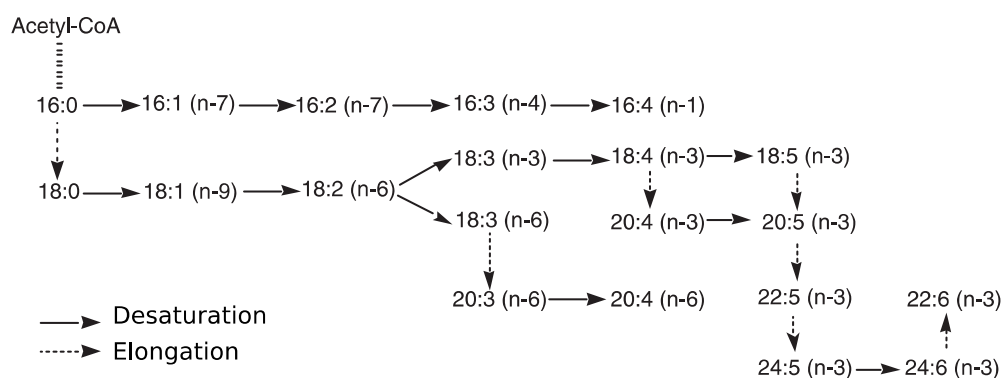 Acetyl-CoA
16:0 16:1 (n-7) 16:2 (n-7) 16:3 (n-4) 16:4 (n-1)
18:3 (n-3) 18:4 (n-3) 18:5 (n-3)
18:0 18:1 (n-9) 18:2 (n-6)
18:3 (n-6) 20:4 (n-3) 20:5 (n-3)
20:3 (n-6) 20:4 (n-6) 22:5 (n-3) 22:6 (n-3)
Desaturation
Elongation
24:5 (n-3) 24:6 (n-3)